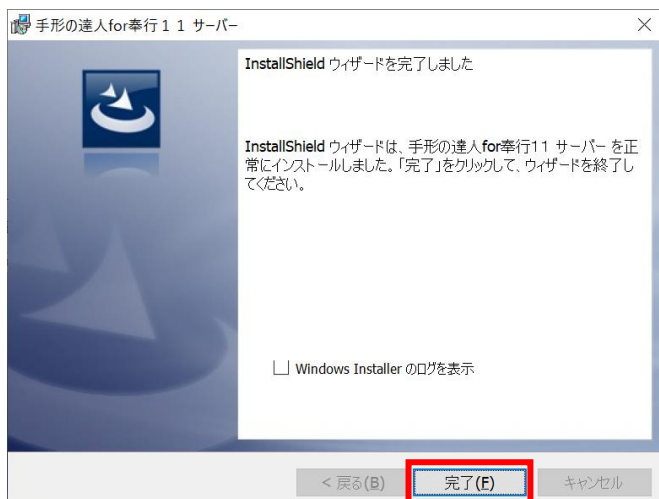 手形の達人for奉行１１ サーバー
InstallShield ウィザードを完了しました
InstallShield ウィザードは、手形の達人for奉行11 サーバー を正
常にインストールしました。「完了」をクリックして、ウィザードを終了し
てください。
Windows Installer のログを表示
< 戻る(B)
完了(F)
キャンセル